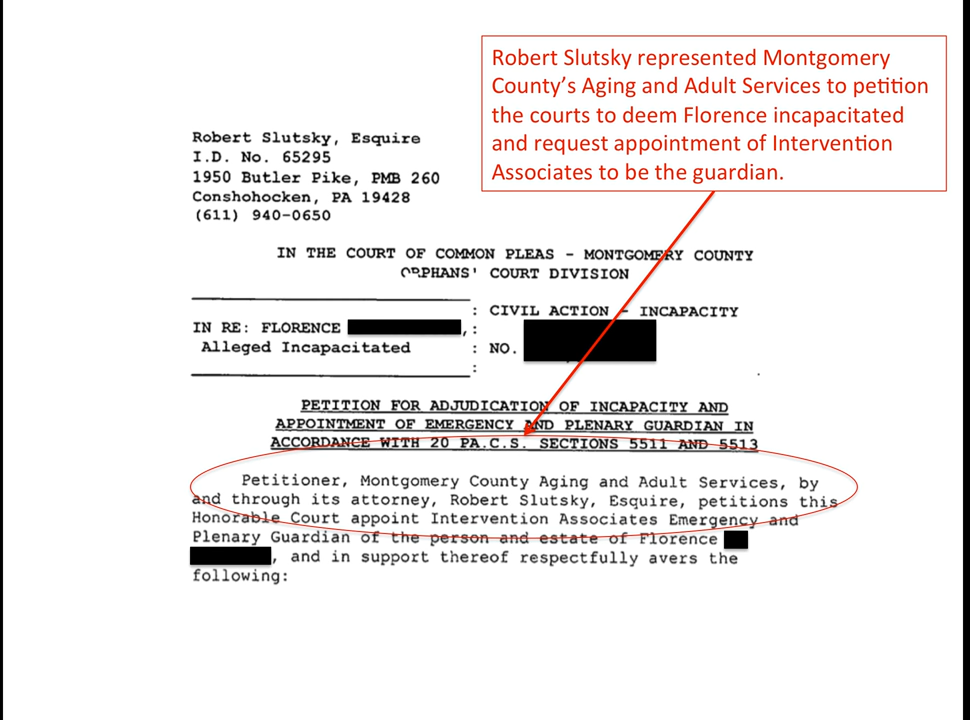 Robert Slutsky represented Montgomery
County's Aging and Adult Services to petition
the courts to deem Florence incapacitated
and request appointment of Intervention
Associates to be the guardian.
Robert Slutsky, Esquire
I.D. No. 65295
1950 Butler Pike, PMB 260
Conshohocken, PA 19428
(611) 940-0650
IN THE COURT OF COMMON PLEAS - MONTGOMERY COUNTY
ORPHANS' COURT DIVISION
: CIVIL ACTION - INCAPACITY
IN RE: FLORENCE ,:
Alleged Incapacitated : NO.
:
PETITION FOR ADJUDICATION OF INCAPACITY AND
APPOINTMENT OF EMERGENCY AND PLENARY GUARDIAN IN
ACCORDANCE WITH 20 PA.C.S. SECTIONS 5511 AND 5513
Petitioner, Montgomery County Aging and Adult Services, by
and through its attorney, Robert Slutsky, Esquire, petitions this
Honorable Court appoint Intervention Associates Emergency and
Plenary Guardian of the person and estate of Florence
, and in support thereof respectfully avers the
following: